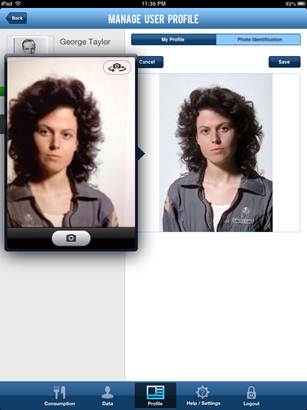 iPad
11:36 PM
92%
Back
MANAGE USER PROFILE
George Taylor
My Profile
Photo Identification
Cancel
Save
Consumption
Data
Profile
Help / Settings
Logout